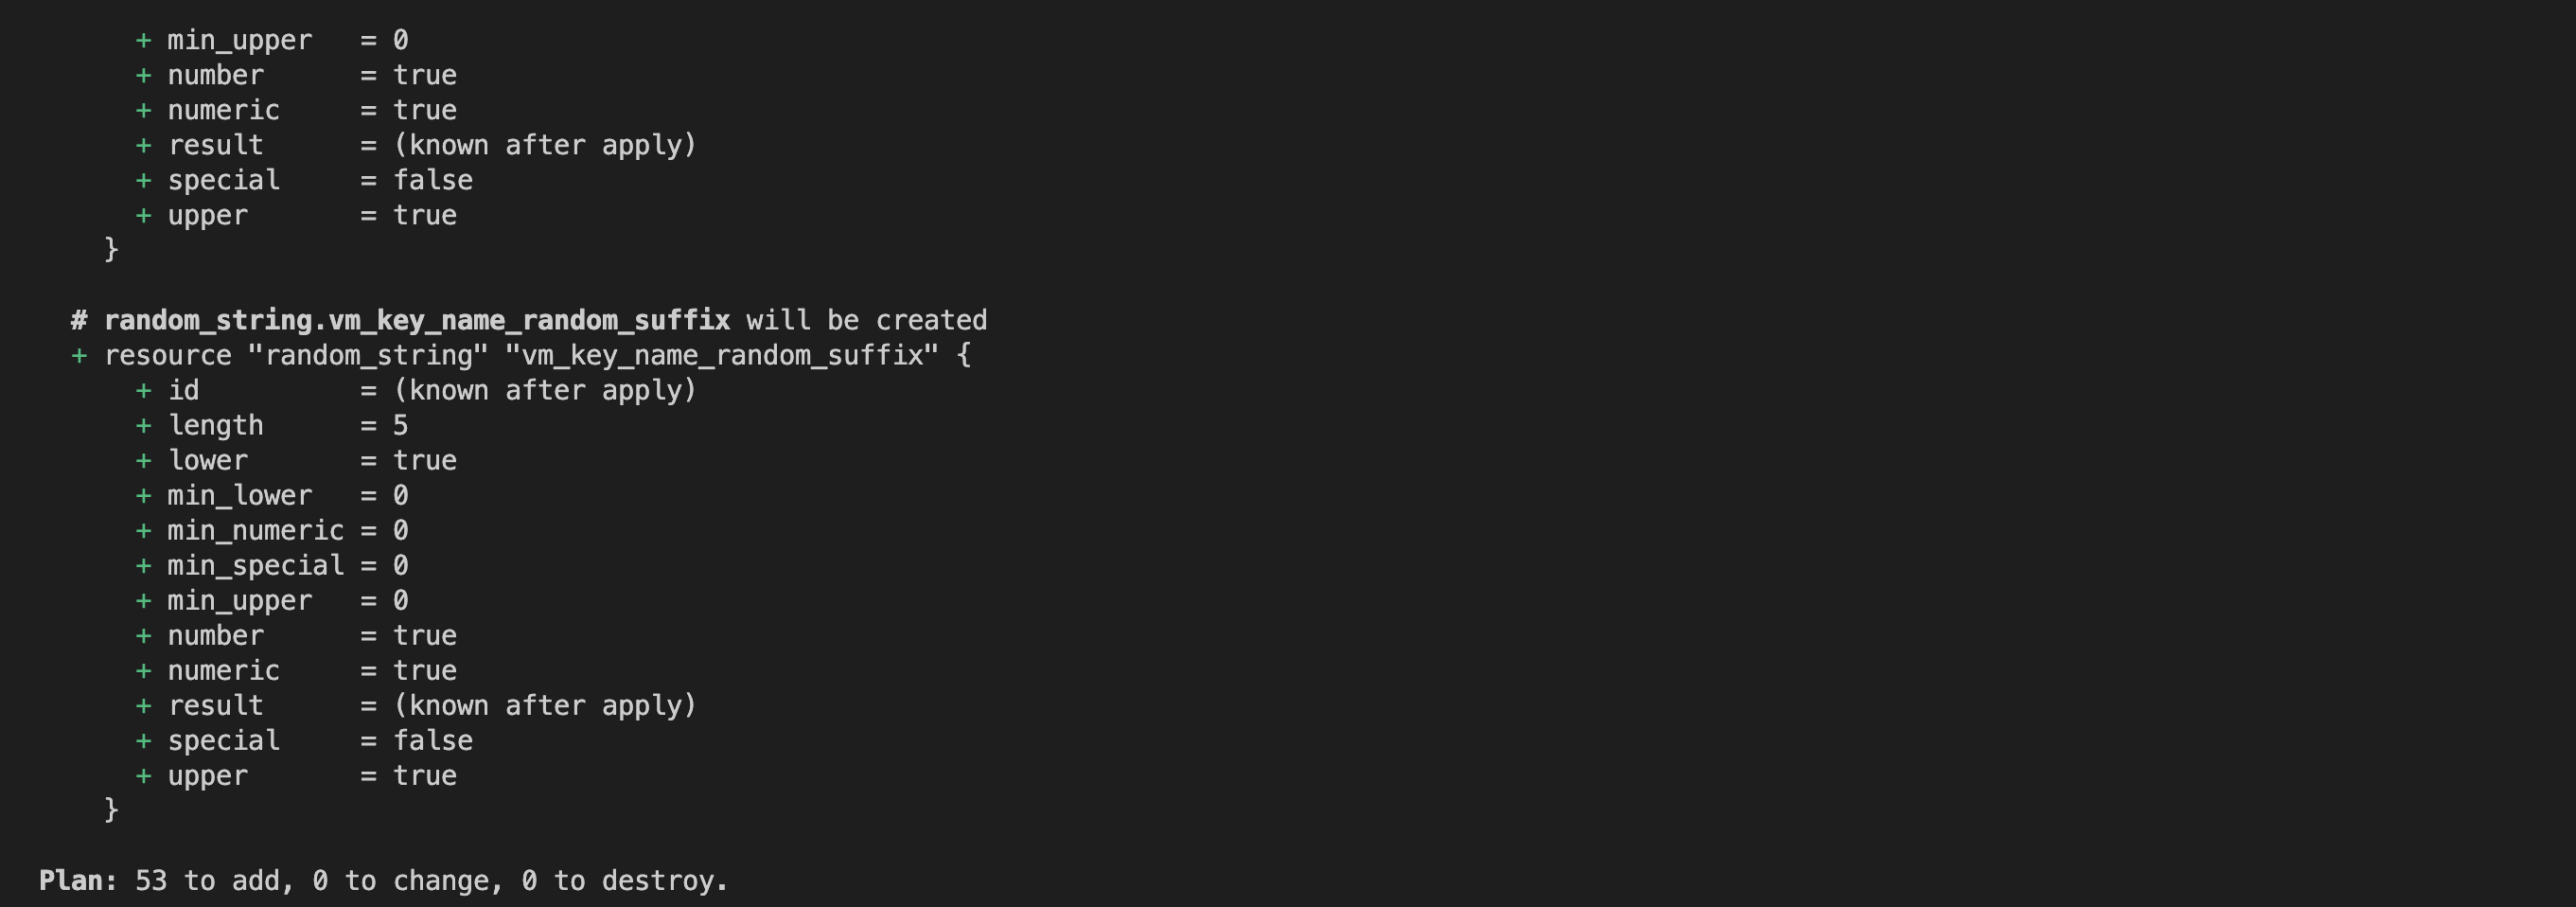 + min_upper   = 0
+ number      = true
+ numeric     = true
+ result      = (known after apply)
+ special     = false
+ upper       = true
}
# random_string.vm_key_name_random_suffix will be created
+ resource "random_string" "vm_key_name_random_suffix" {
+ id          = (known after apply)
+ length      = 5
+ lower       = true
+ min_lower   = 0
+ min_numeric = 0
+ min_special = 0
+ min_upper   = 0
+ number      = true
+ numeric     = true
+ result      = (known after apply)
+ special     = false
+ upper       = true
}
Plan: 53 to add, 0 to change, 0 to destroy.